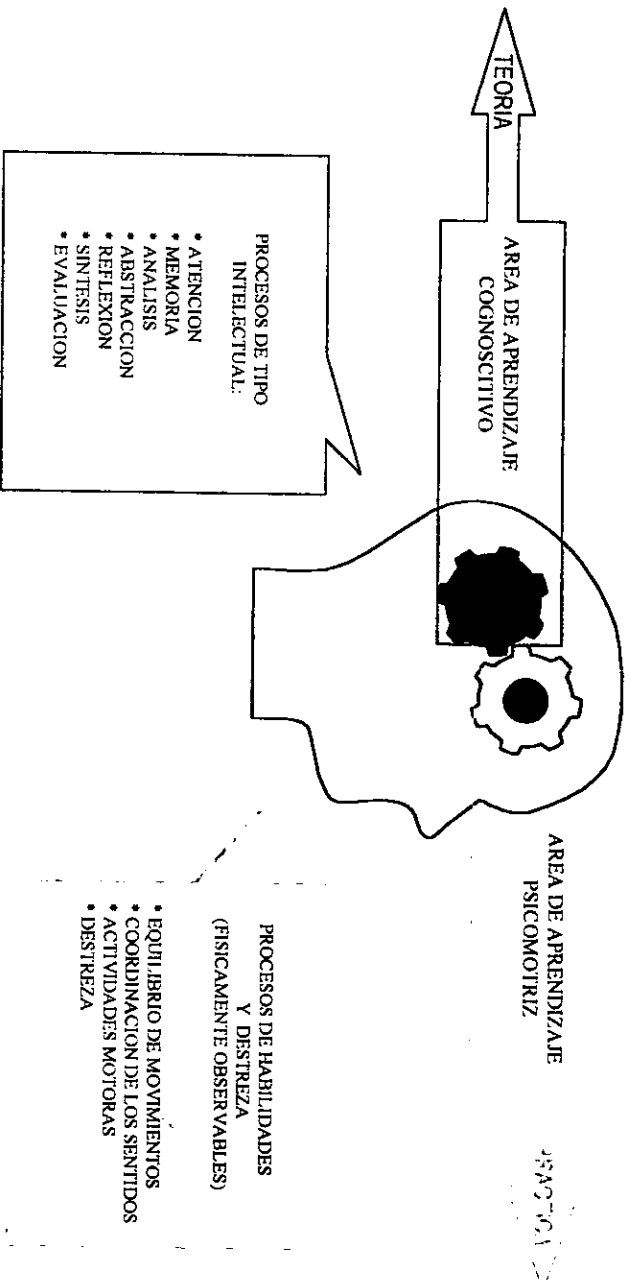 TEORIA
AREA DE APRENDIZAJE
COGNOSCITIVO
PROCESOS DE TIPO
INTELECTUAL:
* ATENCION
* MEMORIA
* ANALISIS
* ABSTRACCION
* REFLEXION
* SINTESIS
* EVALUACION
AREA DE APRENDIZAJE
PSICOMOTRIZ
PROCESOS DE HABILIDADES
Y DESTREZA
(FISICAMENTE OBSERVABLES)
* EQUILIBRIO DE MOVIMIENTOS
* COORDINACION DE LOS SENTIDOS
* ACTIVIDADES MOTORAS
* DESTREZA